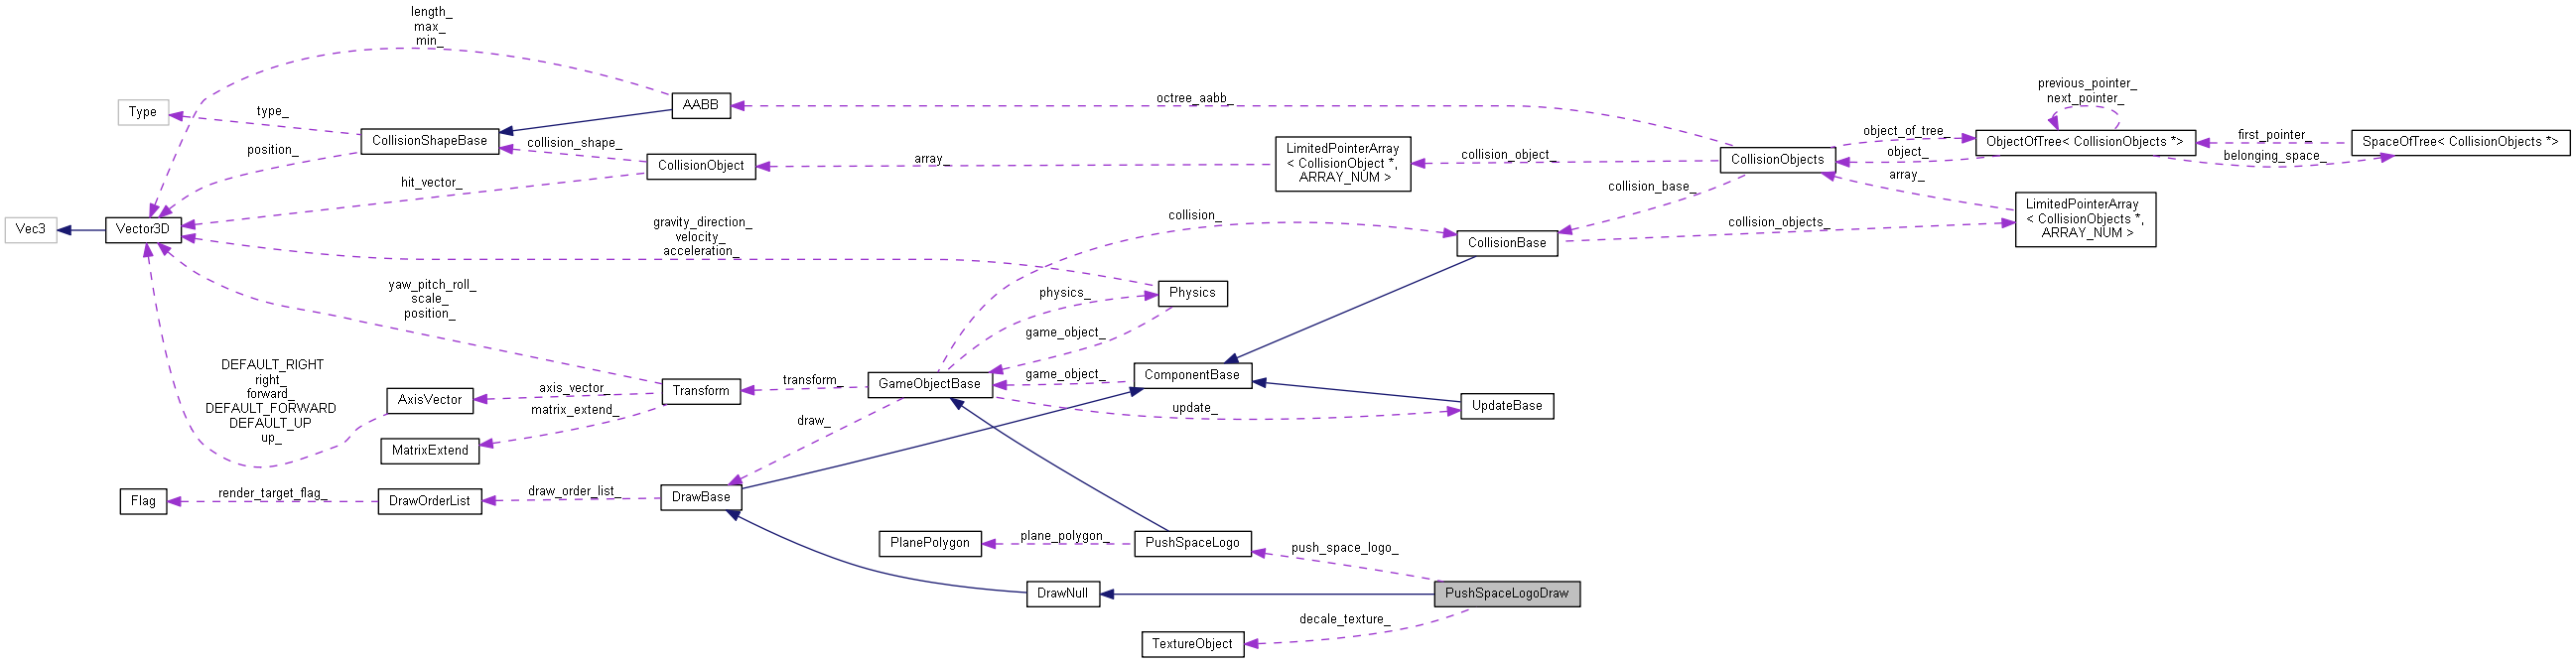 length_
max_
min_
previous_pointer_
next_pointer_
Type
type_
AABB
octree_aabb_
CollisionShapeBase
collision_shape_
position_
CollisionObject
array_
LimitedPointerArray
< CollisionObject *,
ARRAY_NUM >
collision_object_
CollisionObjects
object_of_tree_
object_
ObjectOfTree< CollisionObjects *>
first_pointer_
belonging_space_
SpaceOfTree< CollisionObjects *>
hit_vector_
array_
collision_base_
LimitedPointerArray
< CollisionObjects *,
ARRAY_NUM >
Vec3
Vector3D
gravity_direction_
velocity_
acceleration_
collision_
CollisionBase
collision_objects_
yaw_pitch_roll_
scale_
position_
physics_
Physics
game_object_
DEFAULT_RIGHT
right_
forward_
DEFAULT_FORWARD
DEFAULT_UP
up_
AxisVector
axis_vector_
matrix_extend_
MatrixExtend
Transform
transform_
GameObjectBase
game_object_
ComponentBase
update_
UpdateBase
draw_
Flag
render_target_flag_
DrawOrderList
draw_order_list_
DrawBase
PlanePolygon
plane_polygon_
PushSpaceLogo
push_space_logo_
DrawNull
PushSpaceLogoDraw
decale_texture_
TextureObject